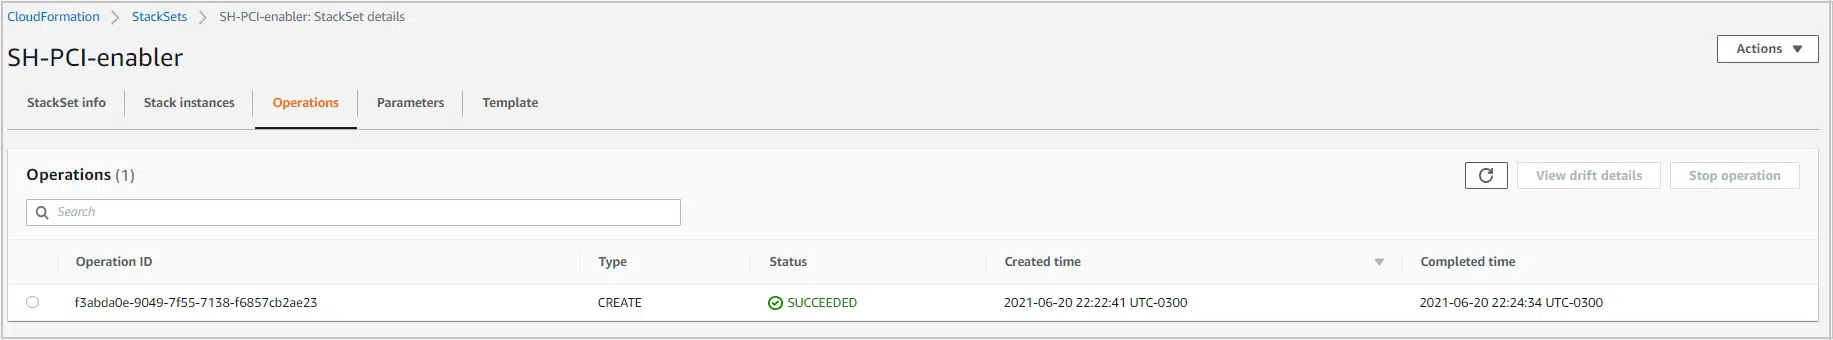 CloudFormation > StackSets > SH-PCI-enabler: StackSet details
SH-PCI-enabler
Actions
StackSet info Stack instances Operations Parameters Template
Operations (1)
View drift details Stop operation
Search
Operation ID Type Status Created time Completed time
f3abda0e-9049-7f55-7138-f6857cb2ae23 CREATE SUCCEEDED 2021-06-20 22:22:41 UTC-0300 2021-06-20 22:24:34 UTC-0300